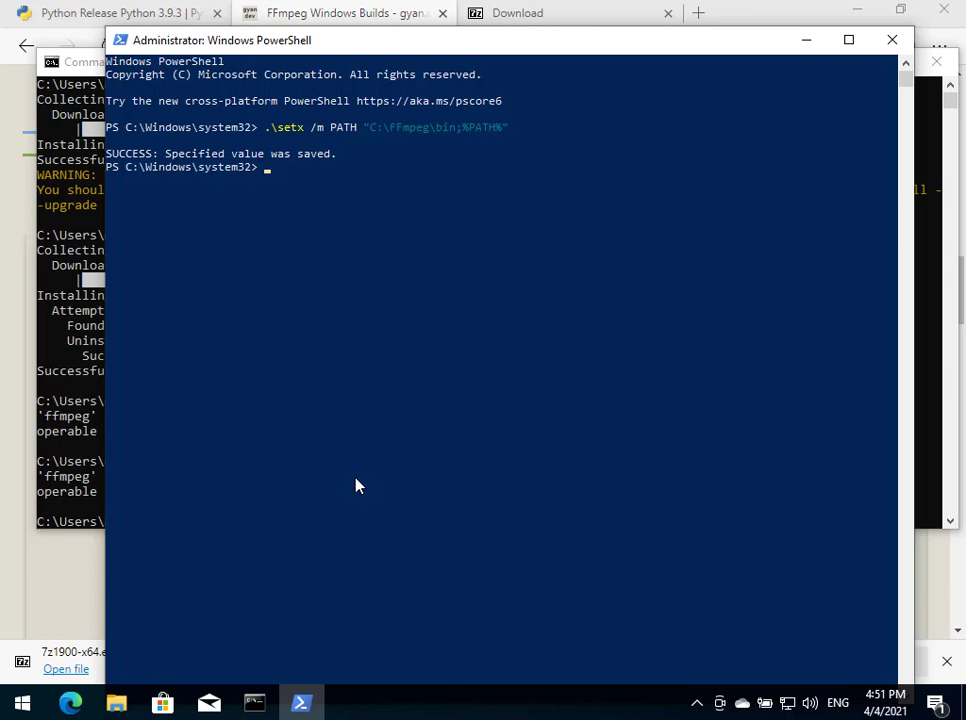 Python Release Python 3.9.3 | Py
FFmpeg Windows Builds - gyan.
Download
Administrator: Windows PowerShell
Comma
Windows PowerShell
Copyright (C) Microsoft Corporation. All rights reserved.
Try the new cross-platform PowerShell https://aka.ms/pscore6
PS C:\Windows\system32> .\setx /m PATH "C:\FFmpeg\bin;%PATH%"
SUCCESS: Specified value was saved.
PS C:\Windows\system32>
C:\Users\
Collectin
Downloa
Installin
Successfu
WARNING:
You shoul
ll -
-upgrade
C:\Users\
Collectin
Downloa
Installin
Attempt
Found
Unins
Suc
Successfu
C:\Users\
'ffmpeg'
operable
C:\Users\
'ffmpeg'
operable
C:\Users\
7z1900-x64.e
Open file
ENG
4:51 PM
4/4/2021
1